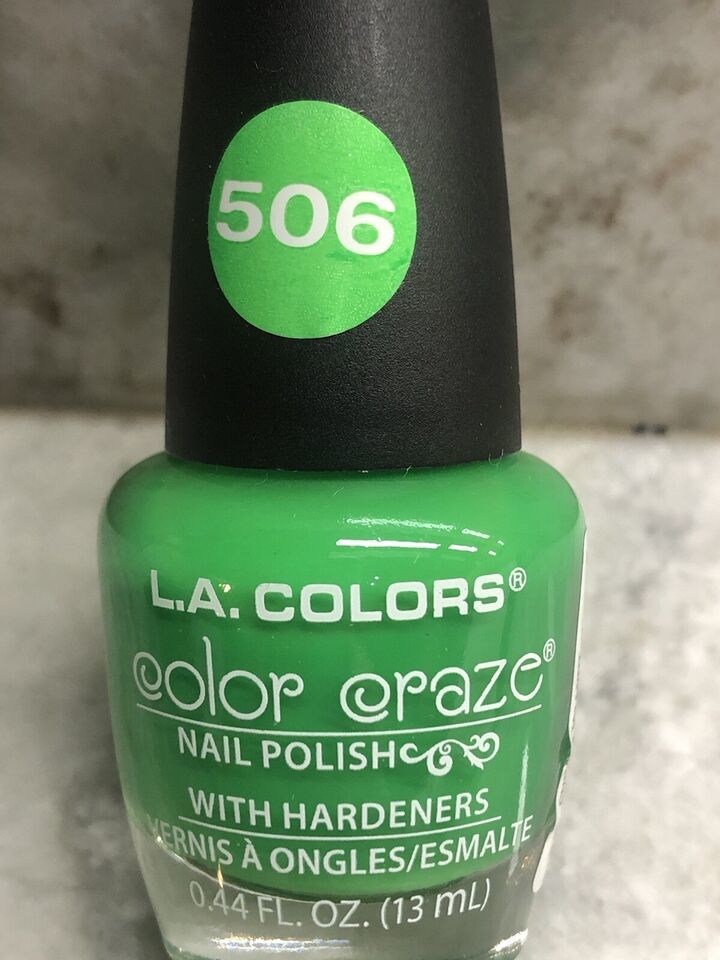 506
L.A. COLORS®
color craze®
NAIL POLISH
WITH HARDENERS
VERNIS À ONGLES/ESMALTE
0.44 FL. OZ. (13 mL)